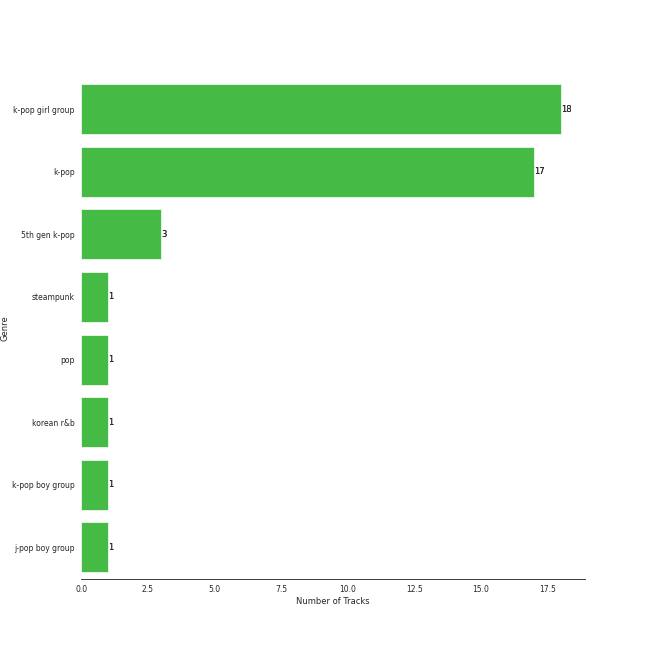 k-pop girl group 18
k-pop 17
5th gen k-pop 3
steampunk 1
pop 1
korean r&b 1
k-pop boy group 1
j-pop boy group 1
Genre
0.0 2.5 5.0 7.5 10.0 12.5 15.0 17.5
Number of Tracks